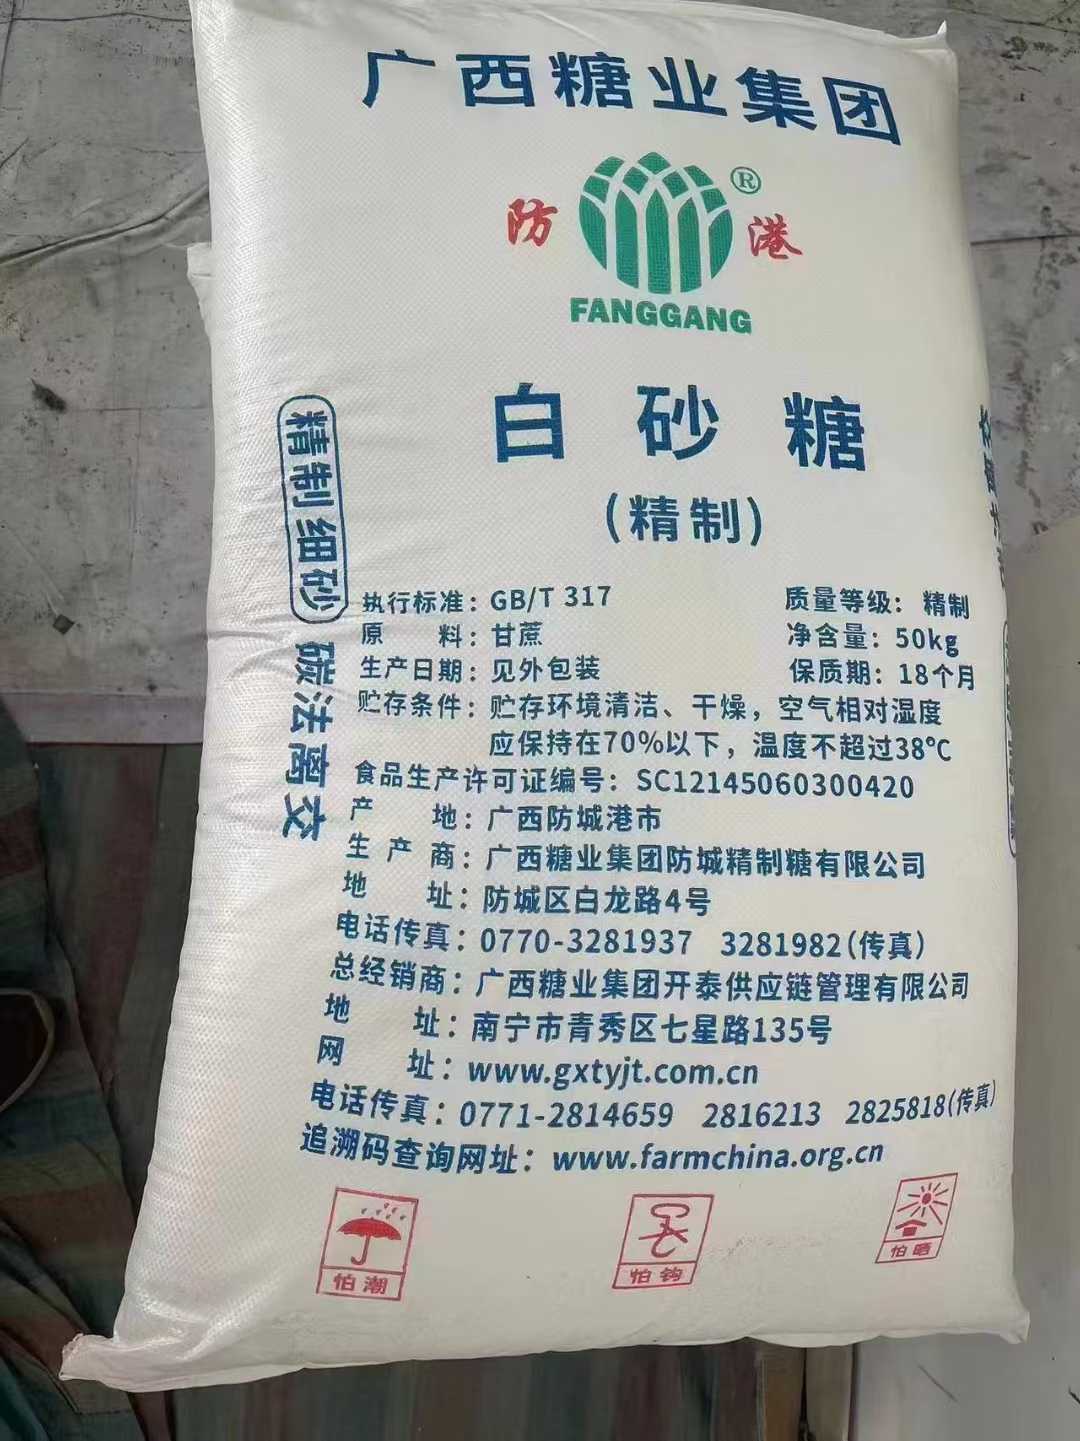 广西糖业集团
防 ® 港
FANGGANG
白砂糖
(精制)
精制细砂 碳法离交
执行标准：GB/T 317 质量等级：精制
原料：甘蔗 净含量：50kg
生产日期：见外包装 保质期：18个月
贮存条件：贮存环境清洁、干燥，空气相对湿度
应保持在70%以下，温度不超过38℃
食品生产许可证编号：SC12145060300420
产地：广西防城港市
生产商：广西糖业集团防城精制糖有限公司
地址：防城区白龙路4号
电话传真：0770-3281937 3281982(传真)
总经销商：广西糖业集团开泰供应链管理有限公司
地址：南宁市青秀区七星路135号
网址：www.gxtyjt.com.cn
电话传真：0771-2814659 2816213 2825818(传真)
追溯码查询网址：www.farmchina.org.cn
怕潮 怕钩 怕晒